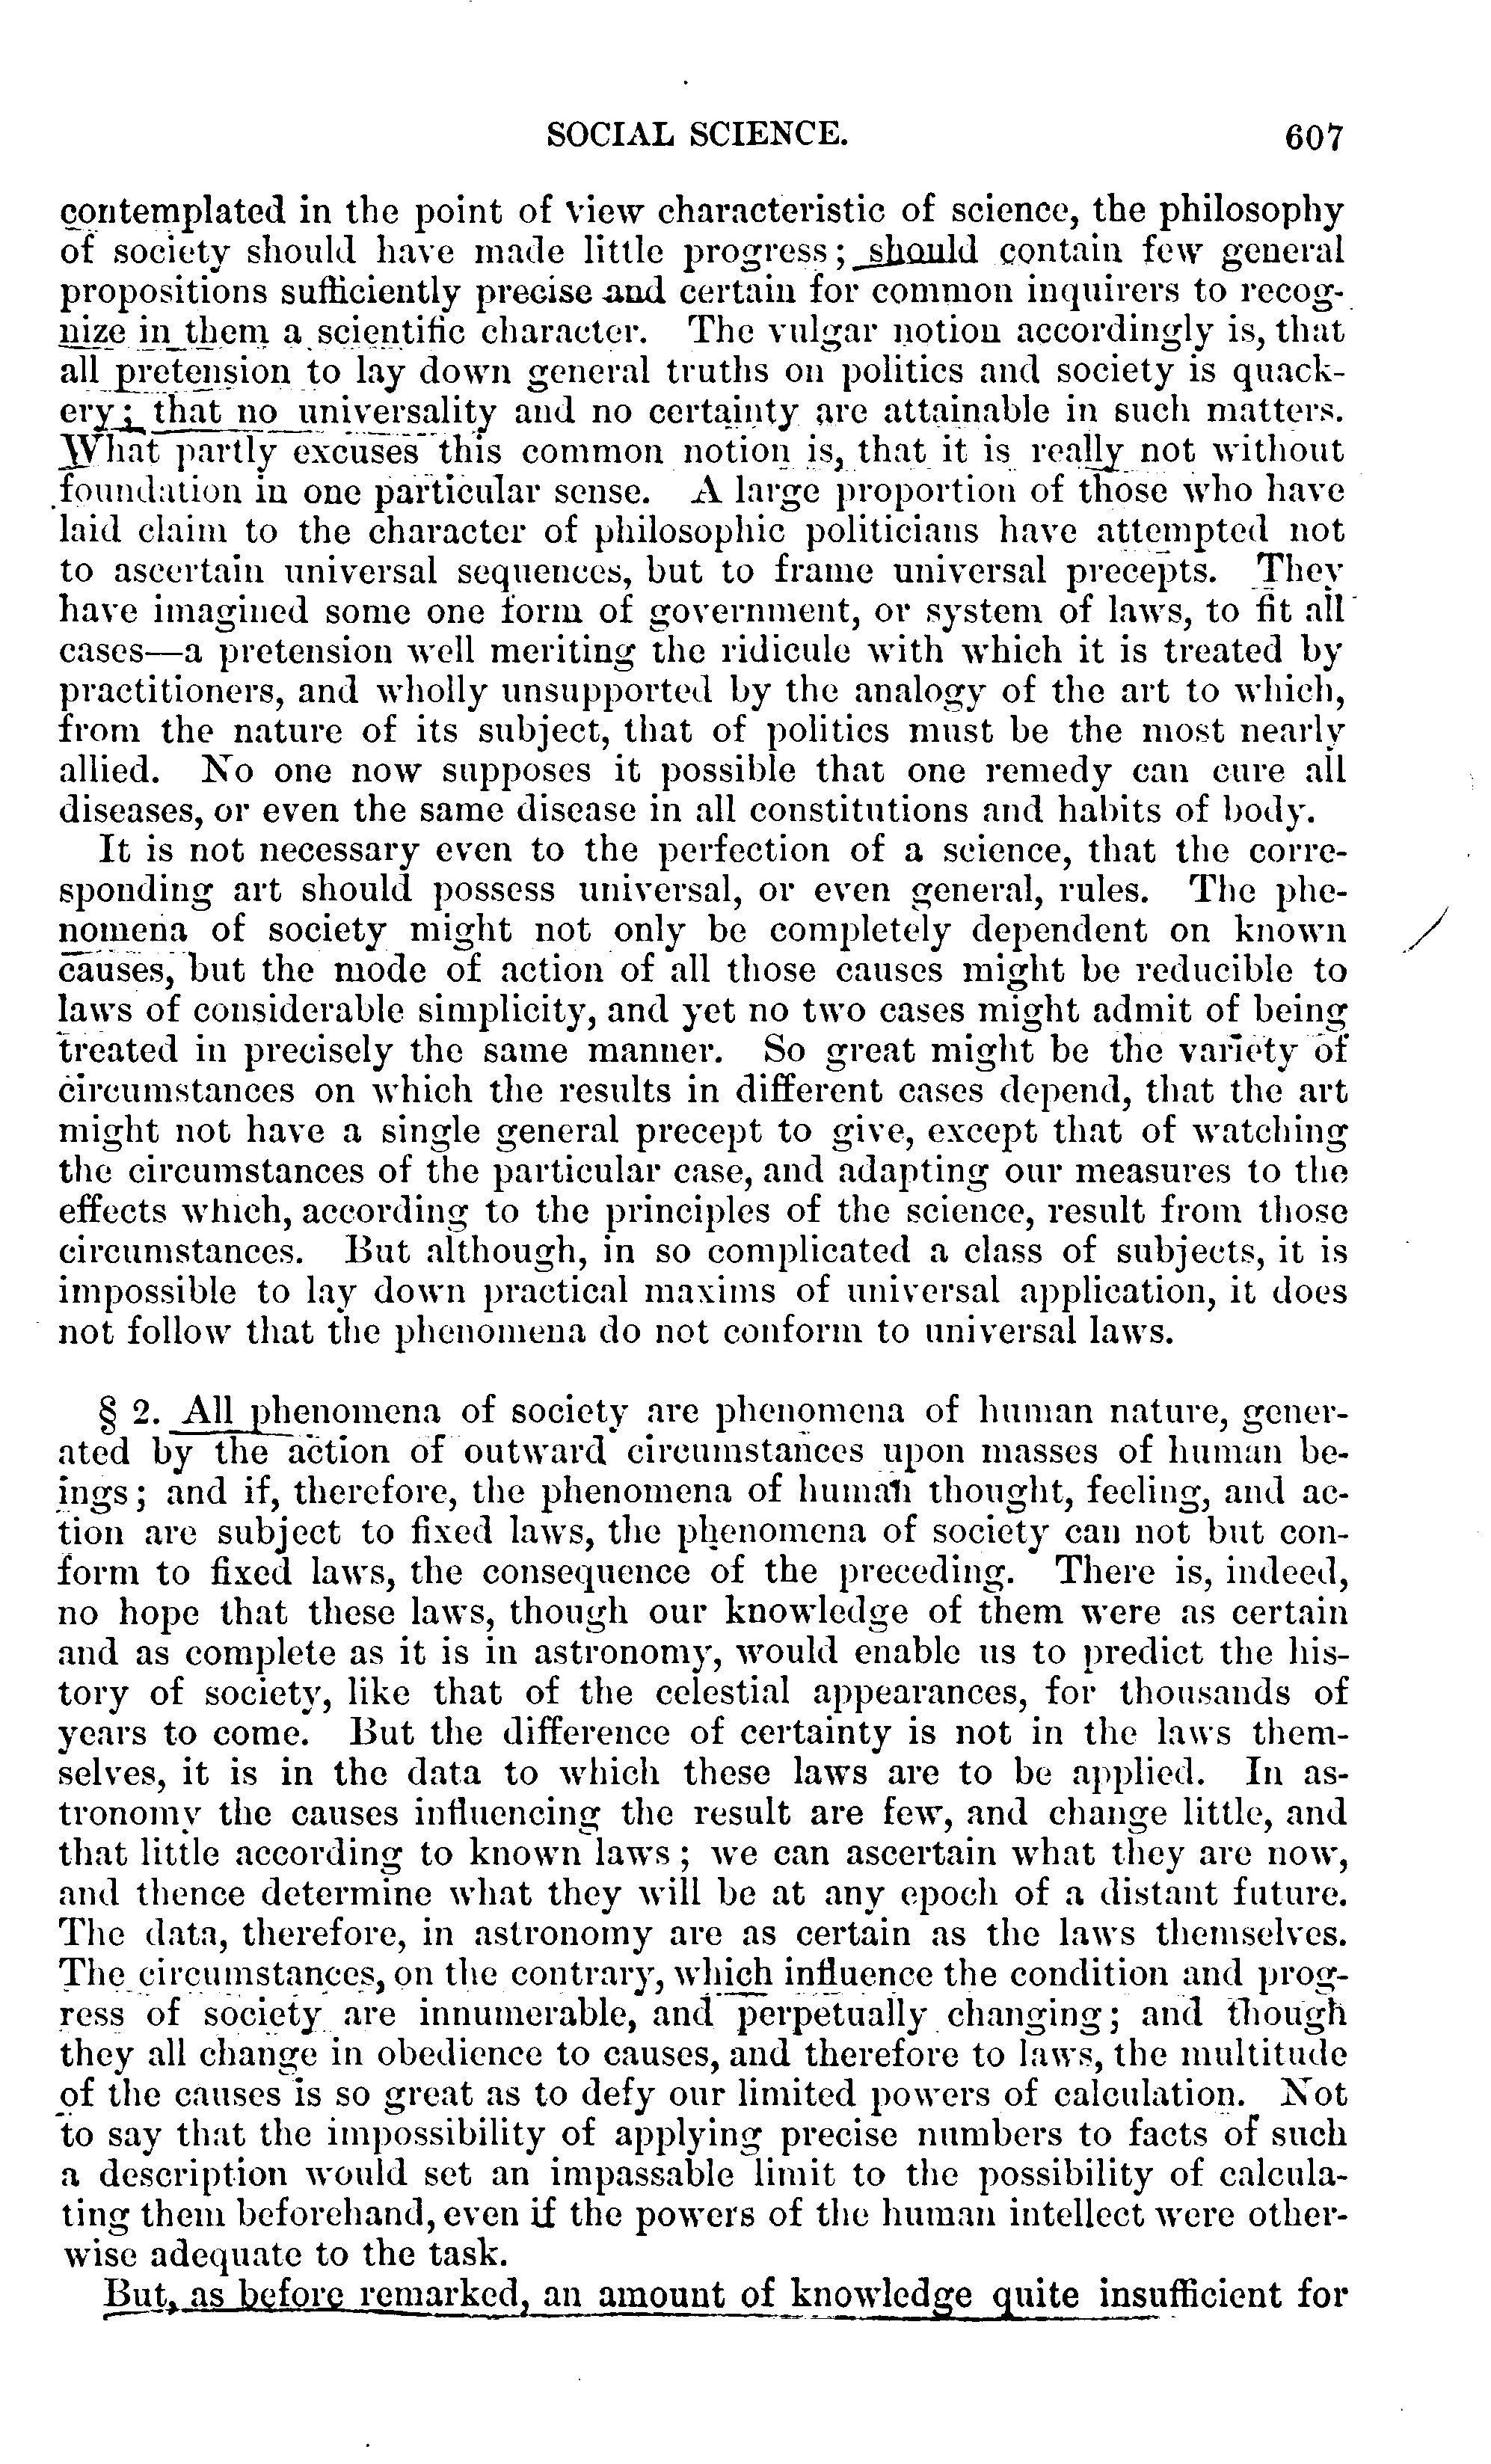 SOCIAL SCIENCE. 607
contemplated in the point of view characteristic of science, the philosophy
of society should have made little progress; should contain few general
propositions sufficiently precise and certain for common inquirers to recog-
nize in them a scientific character. The vulgar notion accordingly is, that
all pretension to lay down general truths on politics and society is quack-
ery; that no universality and no certainty are attainable in such matters.
What partly excuses this common notion is, that it is really not without
foundation in one particular sense. A large proportion of those who have
laid claim to the character of philosophic politicians have attempted not
to ascertain universal sequences, but to frame universal precepts. They
have imagined some one form of government, or system of laws, to fit all
cases—a pretension well meriting the ridicule with which it is treated by
practitioners, and wholly unsupported by the analogy of the art to which,
from the nature of its subject, that of politics must be the most nearly
allied. No one now supposes it possible that one remedy can cure all
diseases, or even the same disease in all constitutions and habits of body.
It is not necessary even to the perfection of a science, that the corre-
sponding art should possess universal, or even general, rules. The phe-
nomena of society might not only be completely dependent on known
causes, but the mode of action of all those causes might be reducible to
laws of considerable simplicity, and yet no two cases might admit of being
treated in precisely the same manner. So great might be the variety of
circumstances on which the results in different cases depend, that the art
might not have a single general precept to give, except that of watching
the circumstances of the particular case, and adapting our measures to the
effects which, according to the principles of the science, result from those
circumstances. But although, in so complicated a class of subjects, it is
impossible to lay down practical maxims of universal application, it does
not follow that the phenomena do not conform to universal laws.
§ 2. All phenomena of society are phenomena of human nature, gener-
ated by the action of outward circumstances upon masses of human be-
ings; and if, therefore, the phenomena of human thought, feeling, and ac-
tion are subject to fixed laws, the phenomena of society can not but con-
form to fixed laws, the consequence of the preceding. There is, indeed,
no hope that these laws, though our knowledge of them were as certain
and as complete as it is in astronomy, would enable us to predict the his-
tory of society, like that of the celestial appearances, for thousands of
years to come. But the difference of certainty is not in the laws them-
selves, it is in the data to which these laws are to be applied. In as-
tronomy the causes influencing the result are few, and change little, and
that little according to known laws; we can ascertain what they are now,
and thence determine what they will be at any epoch of a distant future.
The data, therefore, in astronomy are as certain as the laws themselves.
The circumstances, on the contrary, which influence the condition and prog-
ress of society are innumerable, and perpetually changing; and though
they all change in obedience to causes, and therefore to laws, the multitude
of the causes is so great as to defy our limited powers of calculation. Not
to say that the impossibility of applying precise numbers to facts of such
a description would set an impassable limit to the possibility of calcula-
ting them beforehand, even if the powers of the human intellect were other-
wise adequate to the task.
But, as before remarked, an amount of knowledge quite insufficient for